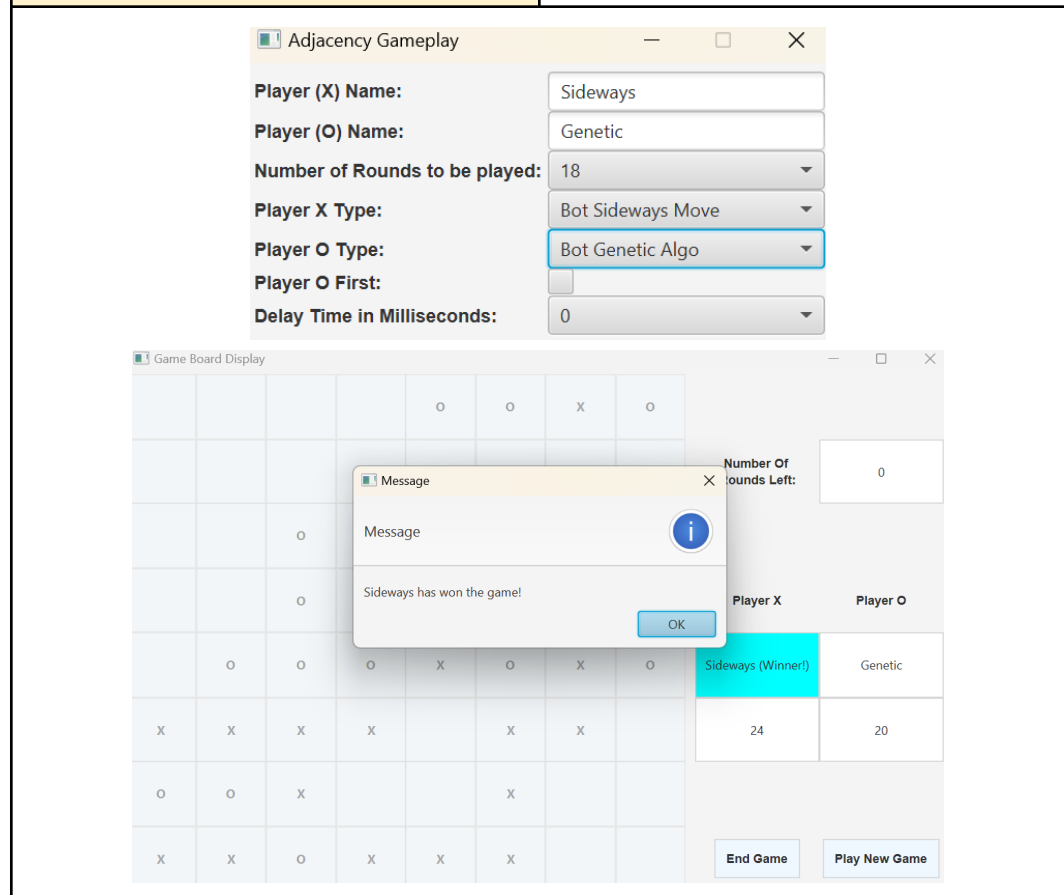 Adjacency Gameplay
Player (X) Name: Sideways
Player (O) Name: Genetic
Number of Rounds to be played: 18
Player X Type: Bot Sideways Move
Player O Type: Bot Genetic Algo
Player O First:
Delay Time in Milliseconds: 0
Game Board Display
O O X O
Number Of
ounds Left:
0
Message
Message
i
O
Sideways has won the game!
OK
O
Player X Player O
O O O X O X O
Sideways (Winner!) Genetic
X X X X X X
24 20
O O X X
X X O X X X
End Game Play New Game